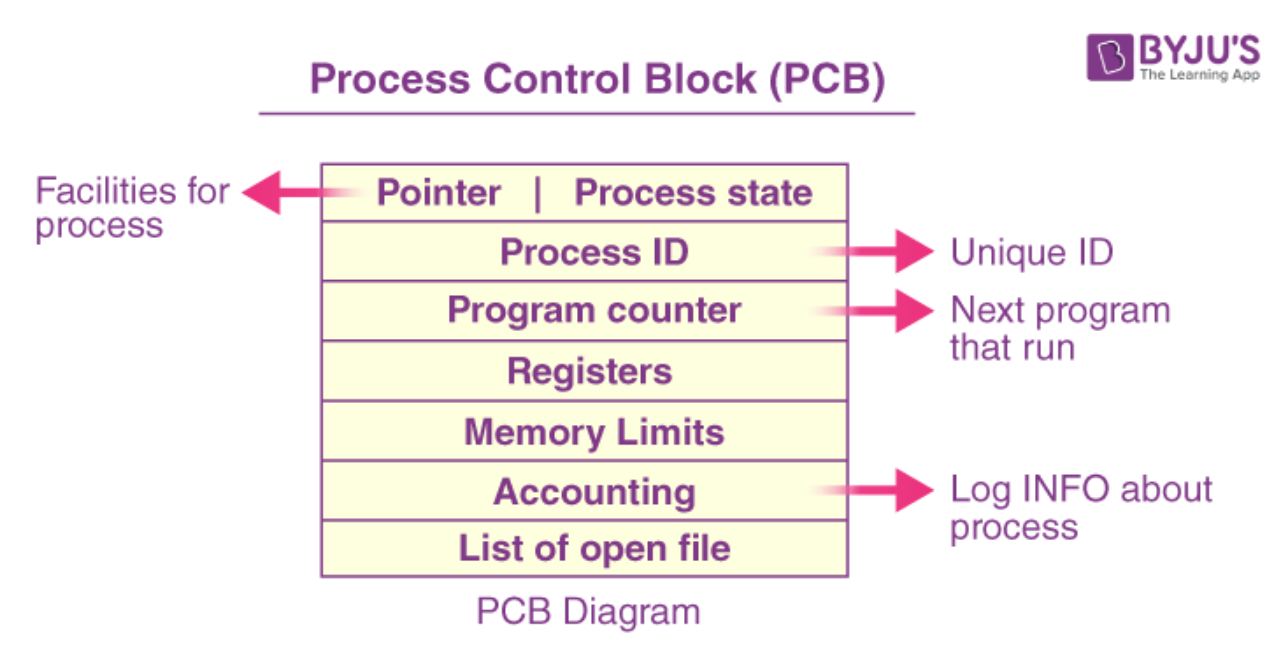 BYJU'S
The Learning App
Process Control Block (PCB)
Facilities for
process
Pointer | Process state
Process ID
Unique ID
Program counter
Next program
that run
Registers
Memory Limits
Accounting
Log INFO about
process
List of open file
PCB Diagram